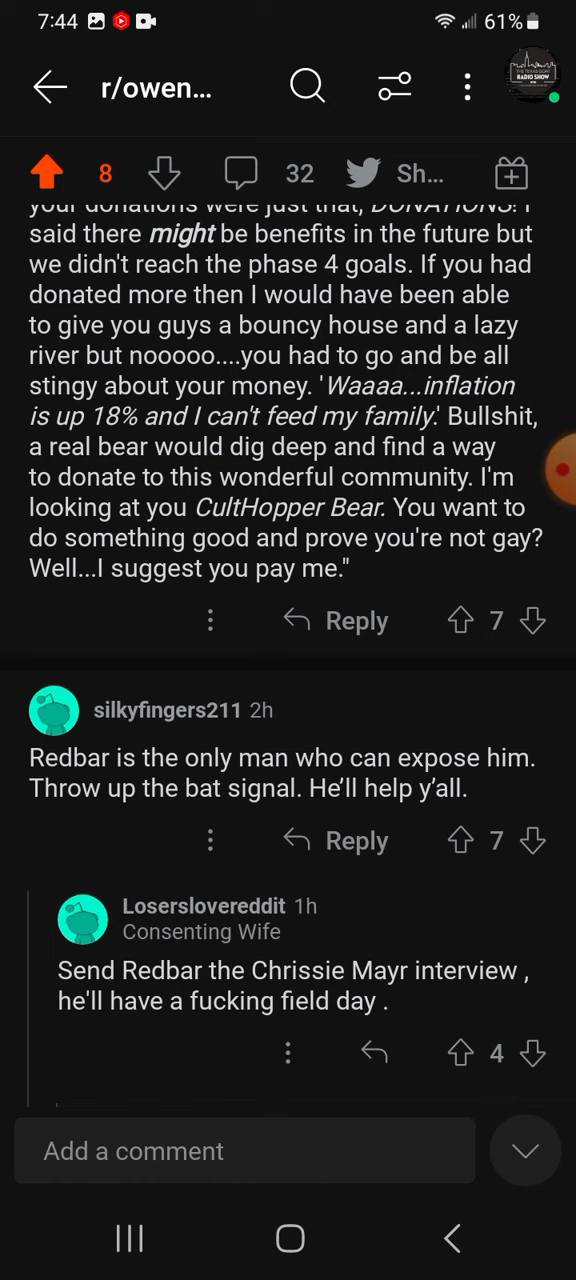 7:44
61%
r/owen...
THE TEXAS GOAT
RADIO SHOW
8
32
Sh...
your donations were just that, DONATIONS! I
said there might be benefits in the future but
we didn't reach the phase 4 goals. If you had
donated more then I would have been able
to give you guys a bouncy house and a lazy
river but nooooo....you had to go and be all
stingy about your money. 'Waaaa...inflation
is up 18% and I can't feed my family.' Bullshit,
a real bear would dig deep and find a way
to donate to this wonderful community. I'm
looking at you CultHopper Bear. You want to
do something good and prove you're not gay?
Well...I suggest you pay me."
Reply
7
silkyfingers211 2h
Redbar is the only man who can expose him.
Throw up the bat signal. He’ll help y’all.
Reply
7
Loserslovereddit 1h
Consenting Wife
Send Redbar the Chrissie Mayr interview ,
he'll have a fucking field day .
4
Add a comment